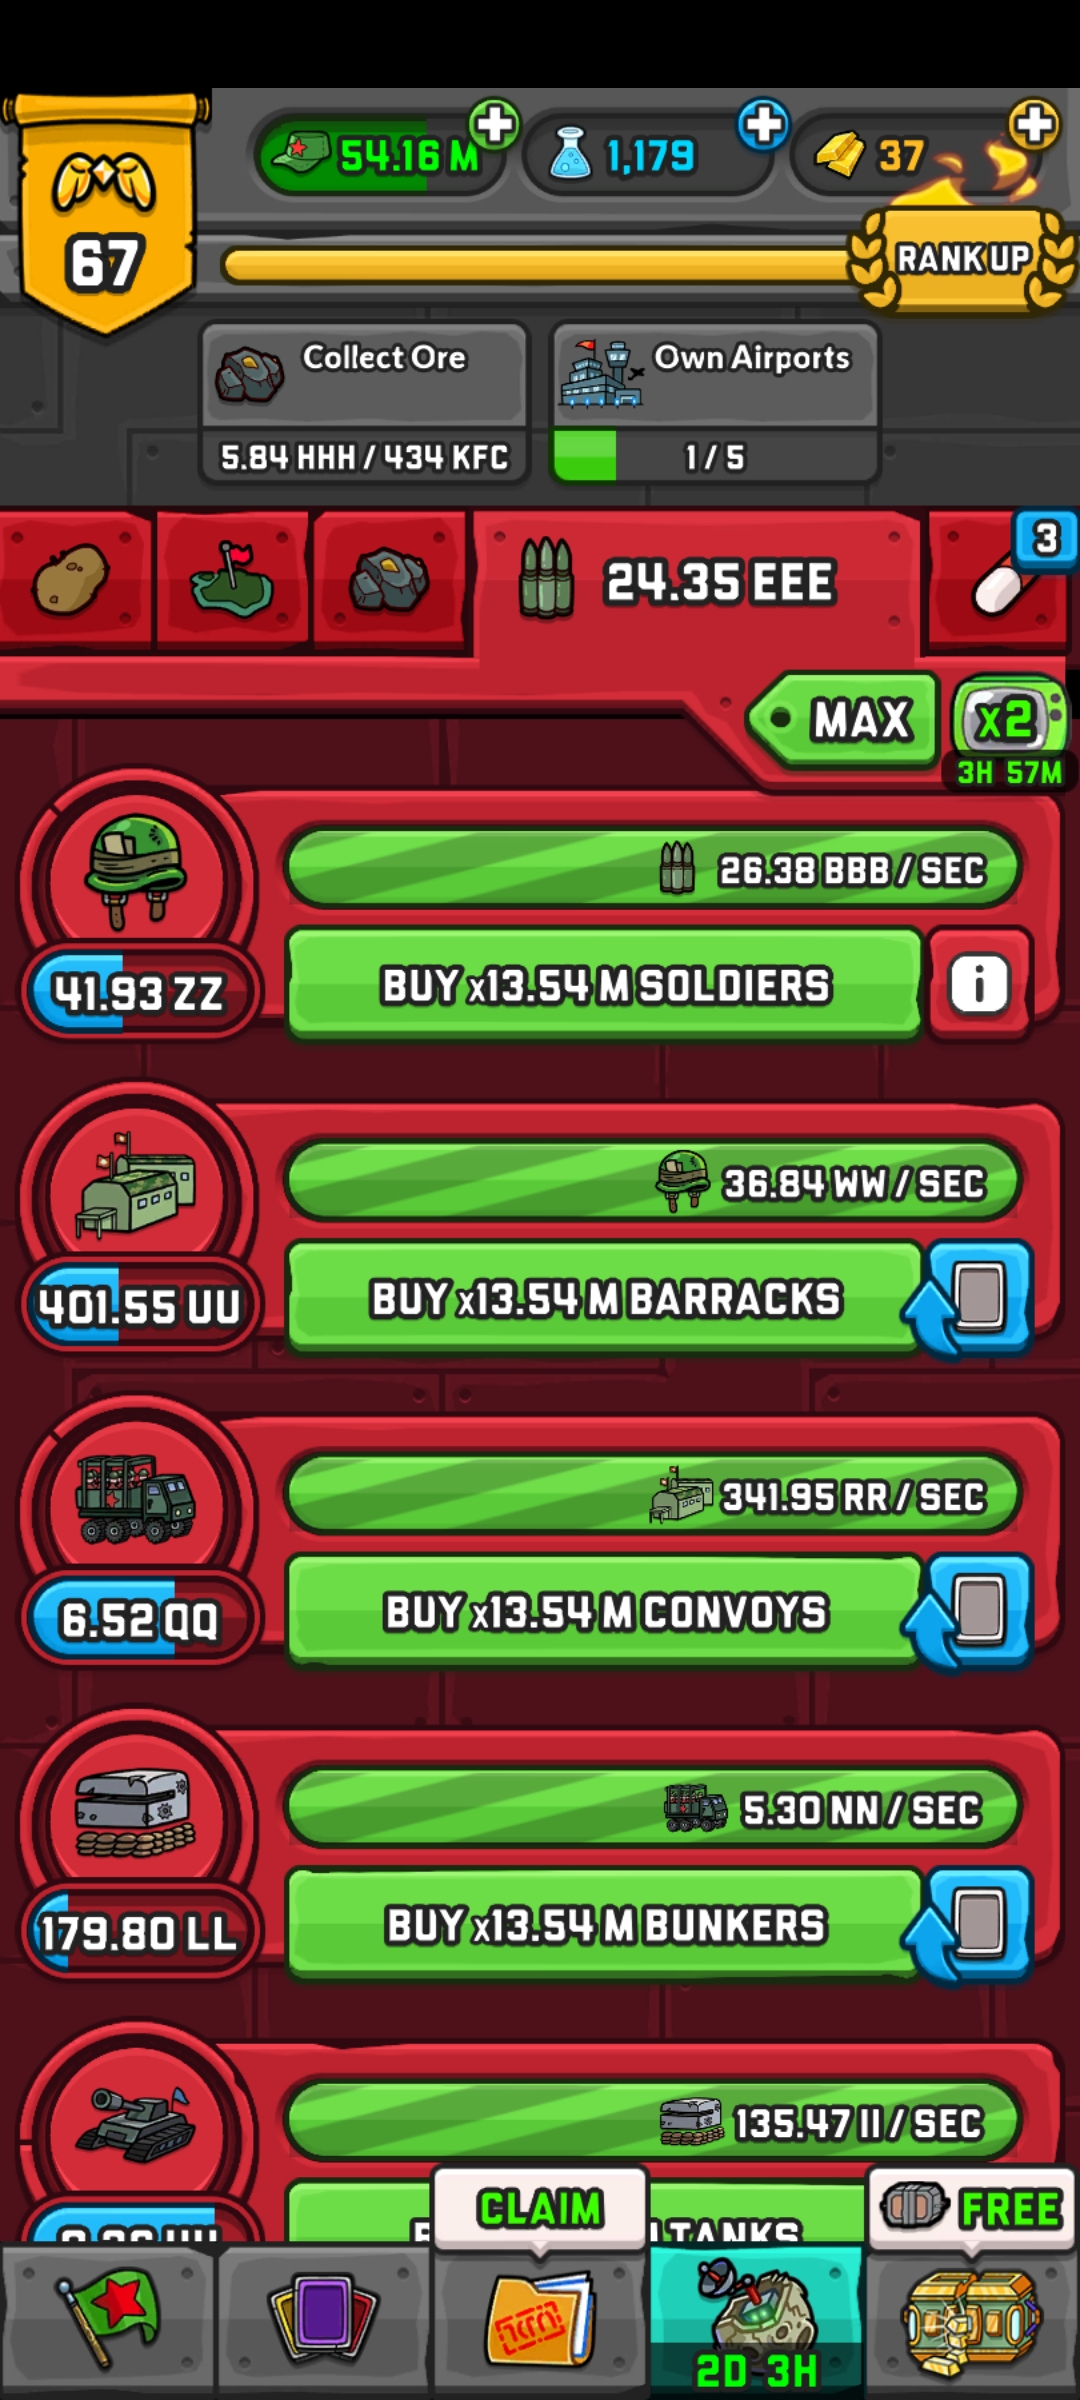 54.16 M
1,179
37
67
RANK UP
Collect Ore
5.84 HHH / 434 KFC
Own Airports
1 / 5
24.35 EEE
3
MAX
x2
3H 57M
26.38 BBB / SEC
41.93 ZZ
BUY x13.54 M SOLDIERS
i
36.84 WW / SEC
401.55 UU
BUY x13.54 M BARRACKS
341.95 RR / SEC
6.52 QQ
BUY x13.54 M CONVOYS
5.30 NN / SEC
179.80 LL
BUY x13.54 M BUNKERS
135.47 II / SEC
TANKS
CLAIM
FREE
2D 3H